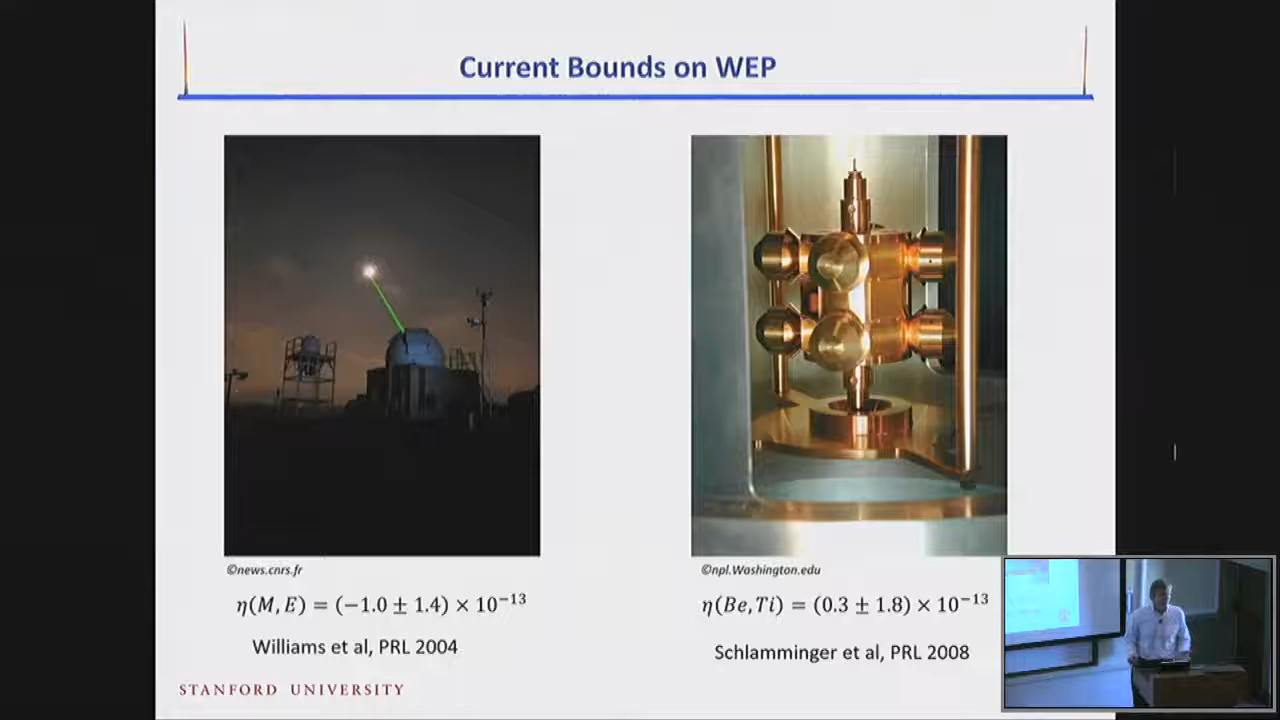 Current Bounds on WEP
©news.cnrs.fr
©npl.Washington.edu
η(M,E) = (−1.0 ± 1.4) × 10⁻¹³
η(Be,Ti) = (0.3 ± 1.8) × 10⁻¹³
Williams et al, PRL 2004
Schlamminger et al, PRL 2008
STANFORD UNIVERSITY